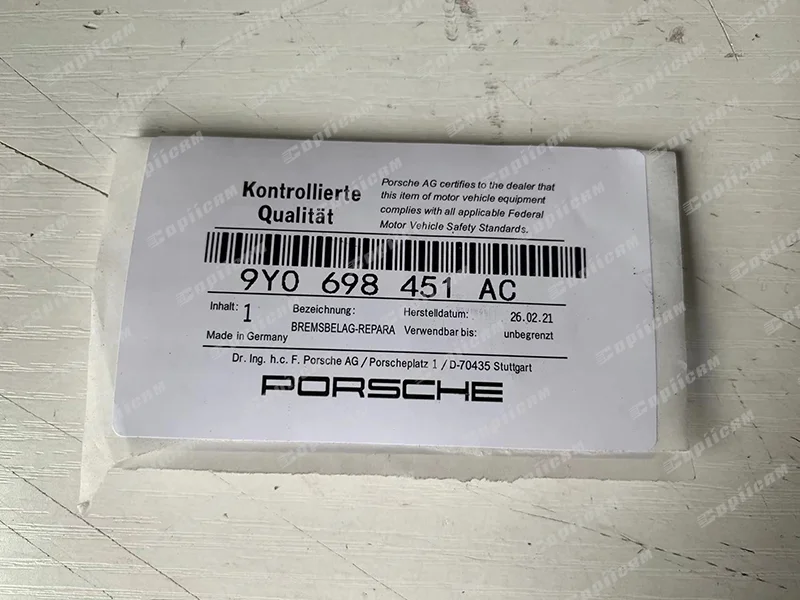 Kontrollierte
Qualität
Porsche AG certifies to the dealer that
this item of motor vehicle equipment
complies with all applicable Federal
Motor Vehicle Safety Standards.
9Y0 698 451 AC
Inhalt: 1 Bezeichnung: Herstelldatum: 26.02.21
Made in Germany BREMSBELAG-REPARA Verwendbar bis: unbegrenzt
Dr. Ing. h.c. F. Porsche AG / Porscheplatz 1 / D-70435 Stuttgart
PORSCHE
Copiicam